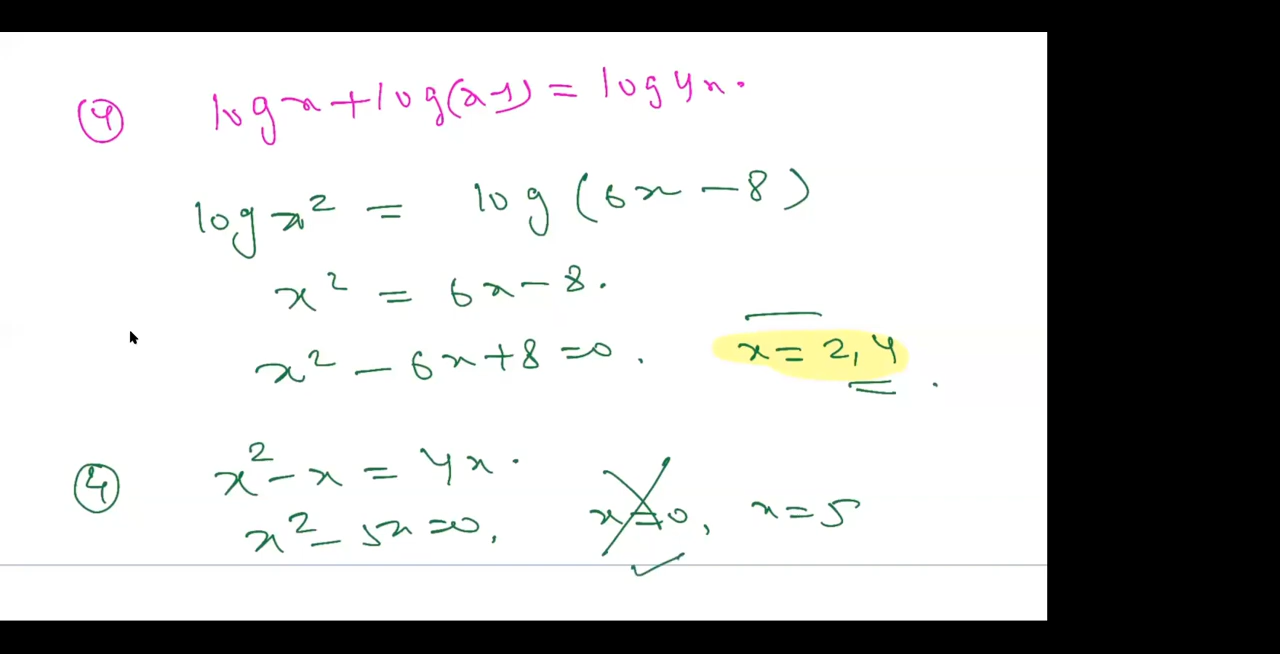 ④ log x + log(x-1) = log 4x.
log x² = log (6x - 8)
x² = 6x - 8.
x² - 6x + 8 = 0. x = 2, 4
④ x² - x = 4x.
x² - 5x = 0, x = 0, x = 5